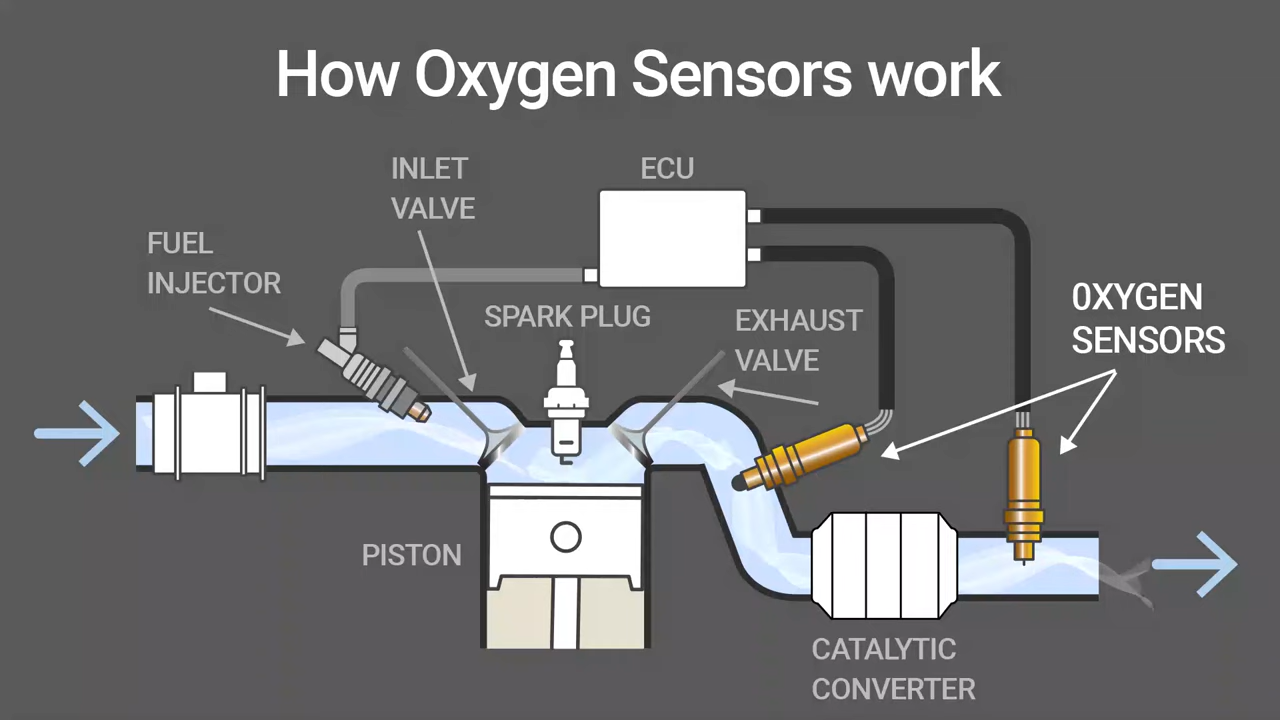 How Oxygen Sensors work
INLET
VALVE
ECU
FUEL
INJECTOR
SPARK PLUG
EXHAUST
VALVE
0XYGEN
SENSORS
PISTON
CATALYTIC
CONVERTER